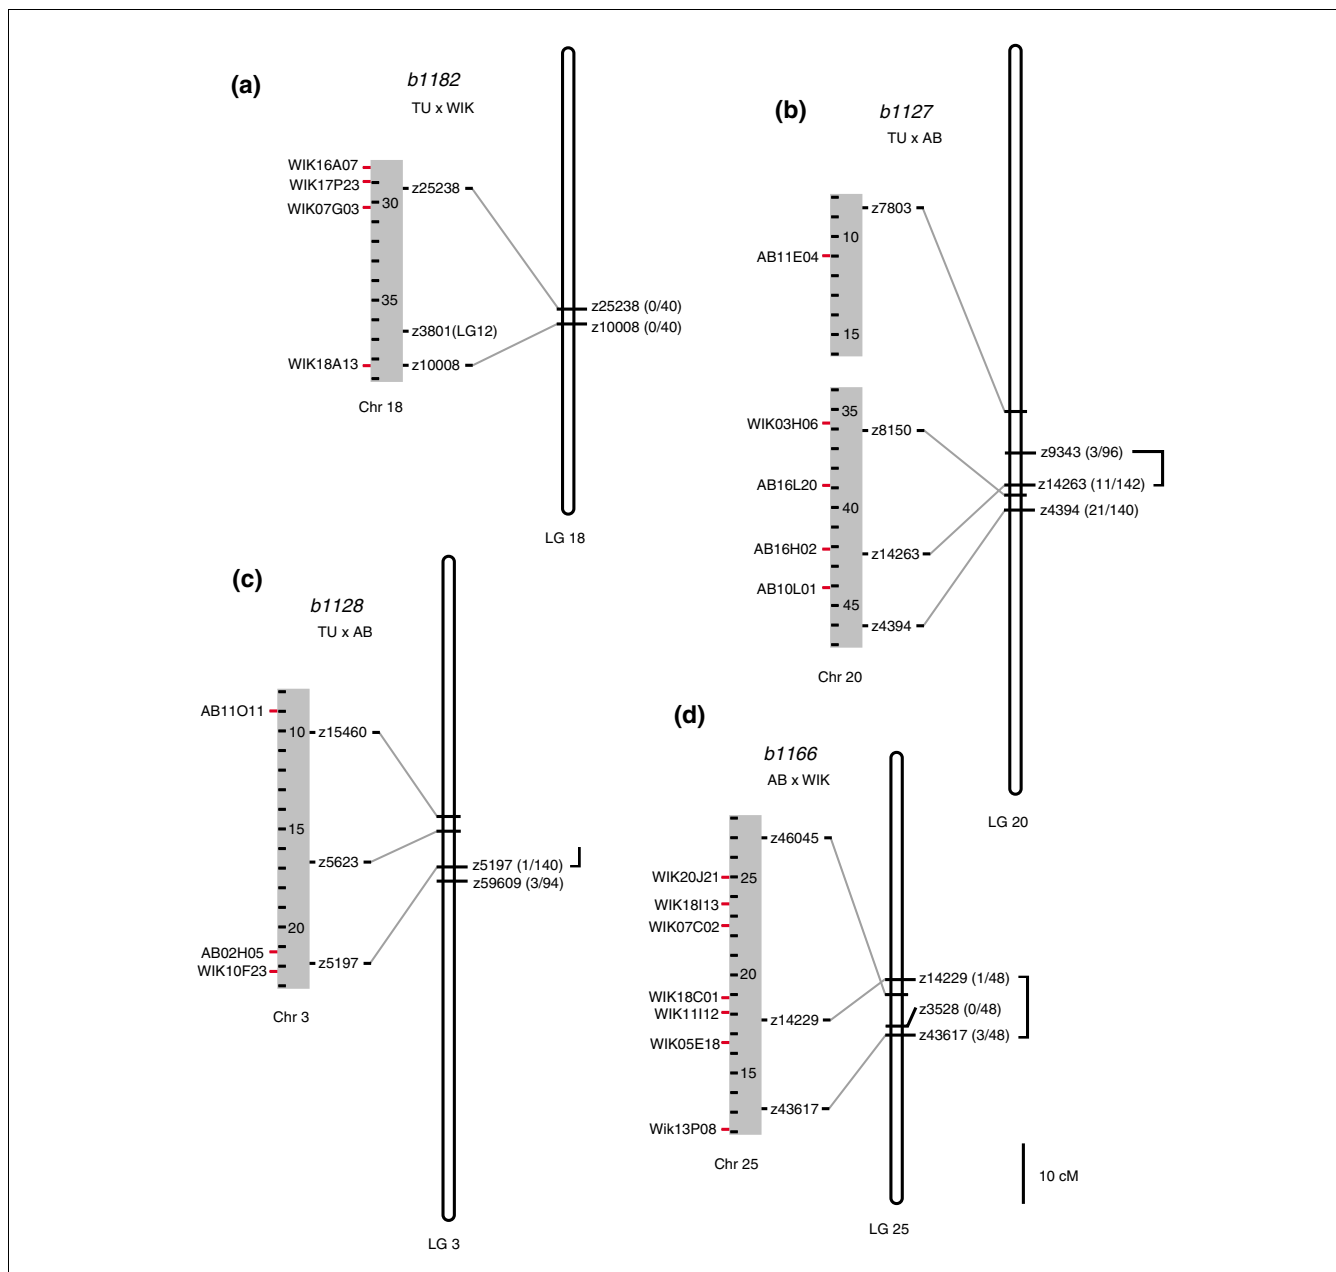 (a)
b1182
TU x WIK
WIK16A07
WIK17P23
WIK07G03
WIK18A13
30
35
z25238
z3801(LG12)
z10008
Chr 18
z25238 (0/40)
z10008 (0/40)
LG 18
(b)
b1127
TU x AB
AB11E04
10
15
z7803
WIK03H06
AB16L20
AB16H02
AB10L01
35
40
45
z8150
z14263
z4394
Chr 20
z9343 (3/96)
z14263 (11/142)
z4394 (21/140)
LG 20
(c)
b1128
TU x AB
AB11O11
AB02H05
WIK10F23
10
15
20
z15460
z5623
z5197
Chr 3
z5197 (1/140)
z59609 (3/94)
LG 3
(d)
b1166
AB x WIK
WIK20J21
WIK18I13
WIK07C02
WIK18C01
WIK11I12
WIK05E18
Wik13P08
25
20
15
z46045
z14229
z43617
Chr 25
z14229 (1/48)
z3528 (0/48)
z43617 (3/48)
LG 25
10 cM